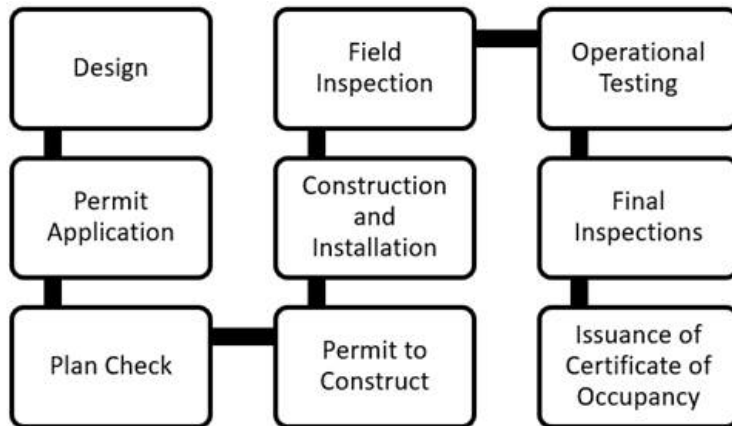 Design
Permit
Application
Plan Check
Permit to
Construct
Construction
and
Installation
Field
Inspection
Operational
Testing
Final
Inspections
Issuance of
Certificate of
Occupancy